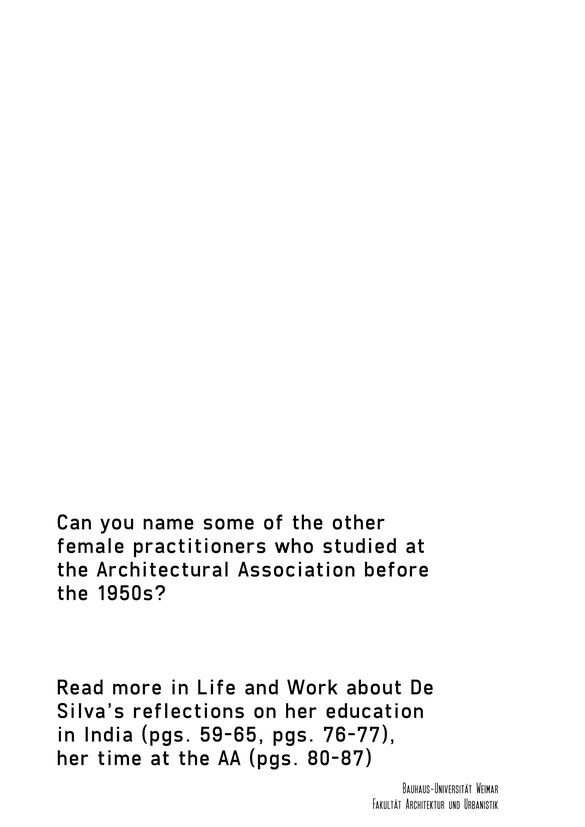 Can you name some of the other
female practitioners who studied at
the Architectural Association before
the 1950s?
Read more in Life and Work about De
Silva's reflections on her education
in India (pgs. 59-65, pgs. 76-77),
her time at the AA (pgs. 80-87)
Bauhaus-Universität Weimar
Fakultät Architektur und Urbanistik